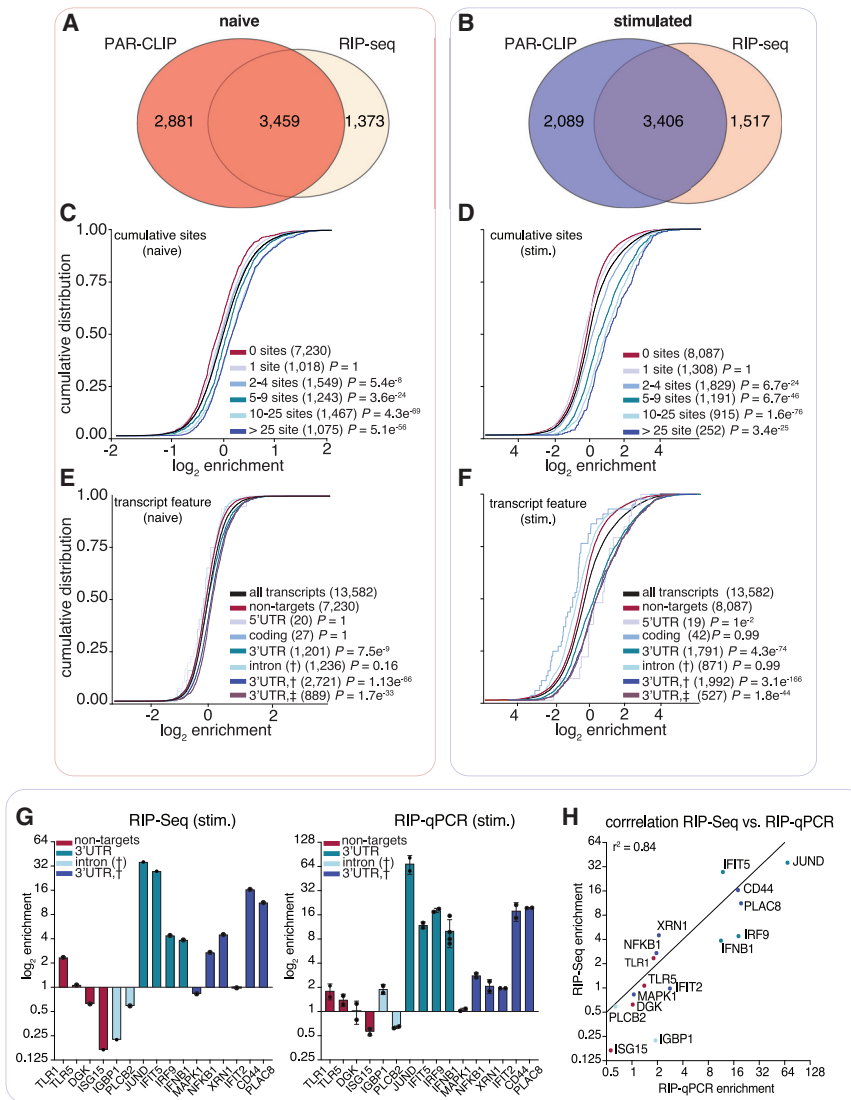 A
naive
PAR-CLIP
RIP-seq
2,881
3,459
1,373
B
stimulated
PAR-CLIP
RIP-seq
2,089
3,406
1,517
C
cumulative sites
(naive)
cumulative distribution
1.00
0.75
0.50
0.25
0.00
0 sites (7,230)
1 site (1,018) P = 1
2-4 sites (1,549) P = 5.4e-8
5-9 sites (1,243) P = 3.6e-24
10-25 sites (1,467) P = 4.3e-69
> 25 site (1,075) P = 5.1e-56
-2 -1 0 1 2
log2 enrichment
D
cumulative sites
(stim.)
0 sites (8,087)
1 site (1,308) P = 1
2-4 sites (1,829) P = 6.7e-24
5-9 sites (1,191) P = 6.7e-46
10-25 sites (915) P = 1.6e-76
> 25 site (252) P = 3.4e-25
4 2 0 2 4
log2 enrichment
E
transcript feature
(naive)
cumulative distribution
1.00
0.75
0.50
0.25
0.00
all transcripts (13,582)
non-targets (7,230)
5'UTR (20) P = 1
coding (27) P = 1
3'UTR (1,201) P = 7.5e-9
intron (†) (1,236) P = 0.16
3'UTR,† (2,721) P = 1.13e-66
3'UTR,‡ (889) P = 1.7e-33
-2 0 2
log2 enrichment
F
transcript feature
(stim.)
all transcripts (13,582)
non-targets (8,087)
5'UTR (19) P = 1e-2
coding (42) P = 0.99
3'UTR (1,791) P = 4.3e-74
intron (†) (871) P = 0.99
3'UTR,† (1,992) P = 3.1e-166
3'UTR,‡ (527) P = 1.8e-44
4 2 0 2 4
log2 enrichment
G
RIP-Seq (stim.)
non-targets
3'UTR
intron (†)
3'UTR,†
log2 enrichment
64
32
16
8
4
2
1
0.5
0.25
0.125
TLR1 TLR5 DGK ISG15 IGBP1 PLCB2 JUND IFIT5 IRF9 IFNB1 MAPK1 NFKB1 XRN1 IFIT2 CD44 PLAC8
RIP-qPCR (stim.)
non-targets
3'UTR
intron (†)
3'UTR,†
log2 enrichment
128
64
32
16
8
4
2
1
0.5
0.25
TLR1 TLR5 DGK ISG15 IGBP1 PLCB2 JUND IFIT5 IRF9 IFNB1 MAPK1 NFKB1 XRN1 IFIT2 CD44 PLAC8
H
corrrelation RIP-Seq vs. RIP-qPCR
r2 = 0.84
RIP-Seq enrichment
64
32
16
8
4
2
1
0.5
0.25
0.125
IFIT5
JUND
CD44
PLAC8
XRN1
IRF9
NFKB1
IFNB1
TLR1
TLR5
IFIT2
MAPK1
DGK
PLCB2
IGBP1
ISG15
0.5 1 2 4 8 16 32 64 128
RIP-qPCR enrichment